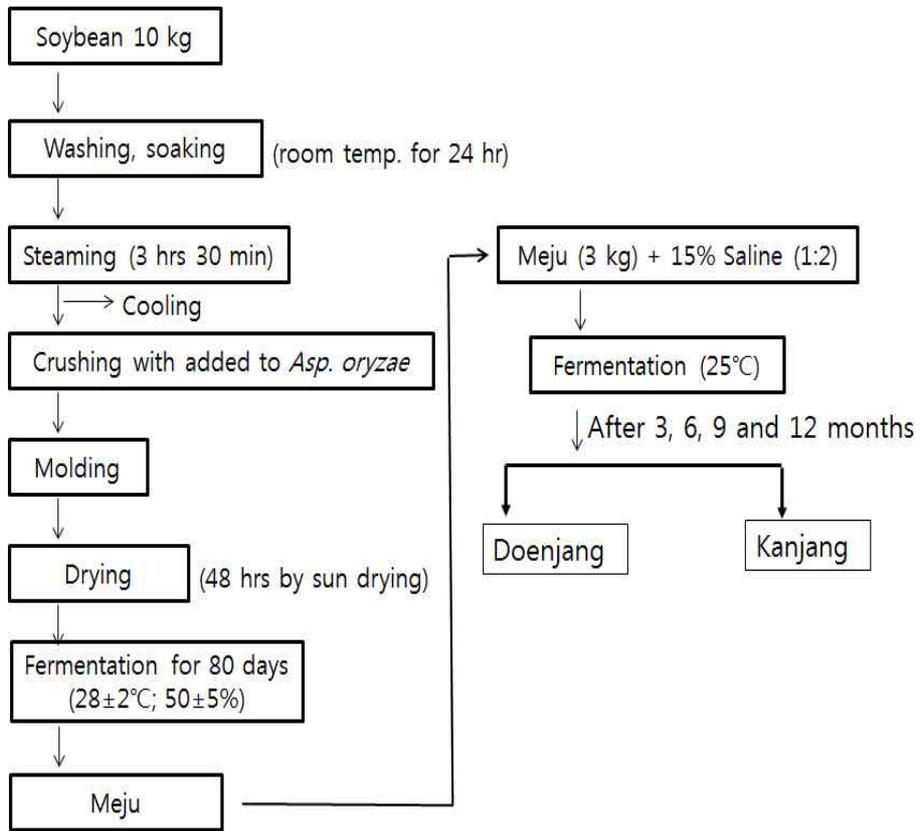 Soybean 10 kg
Washing, soaking
(room temp. for 24 hr)
Steaming (3 hrs 30 min)
Cooling
Crushing with added to Asp. oryzae
Molding
Drying
(48 hrs by sun drying)
Fermentation for 80 days
(28±2℃; 50±5%)
Meju
Meju (3 kg) + 15% Saline (1:2)
Fermentation (25℃)
After 3, 6, 9 and 12 months
Doenjang
Kanjang